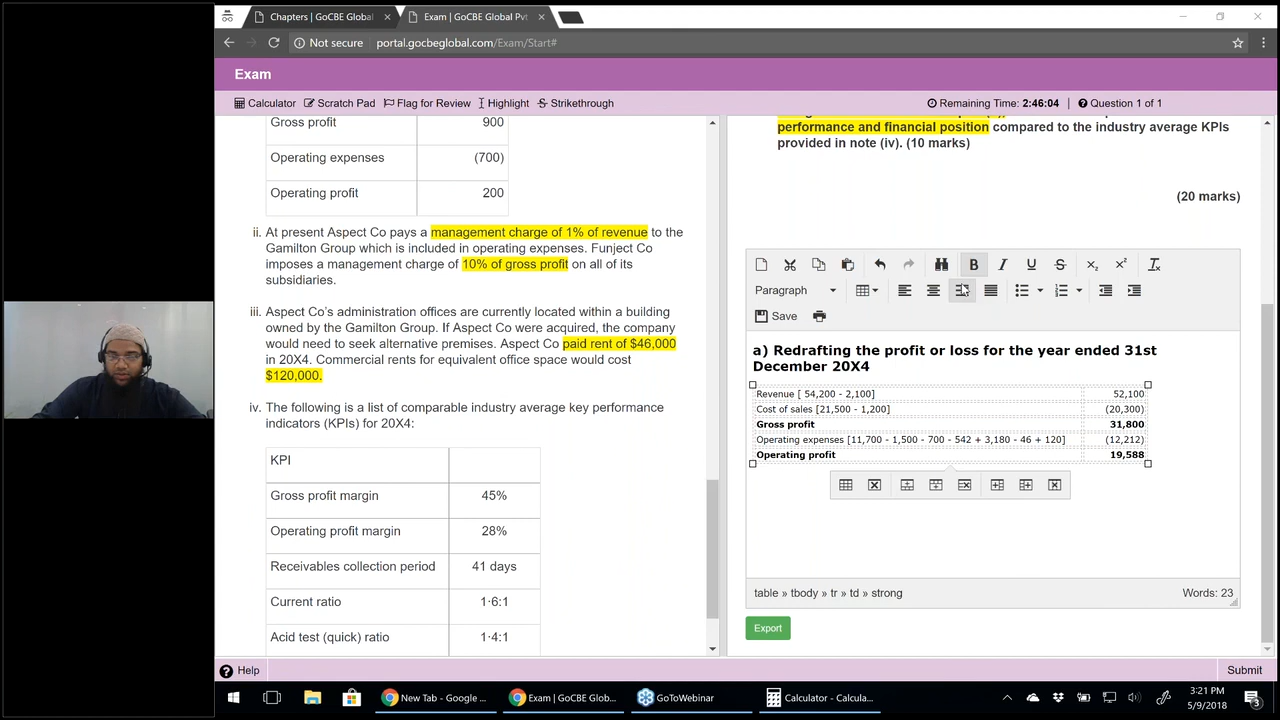 Chapters | GoCBE Global
Exam | GoCBE Global Pvt
Not secure
portal.gocbeglobal.com/Exam/Start#
Exam
Calculator
Scratch Pad
Flag for Review
Highlight
Strikethrough
Remaining Time: 2:46:04
Question 1 of 1
Gross profit 900
Operating expenses (700)
Operating profit 200
ii. At present Aspect Co pays a management charge of 1% of revenue to the
Gamilton Group which is included in operating expenses. Funject Co
imposes a management charge of 10% of gross profit on all of its
subsidiaries.
iii. Aspect Co's administration offices are currently located within a building
owned by the Gamilton Group. If Aspect Co were acquired, the company
would need to seek alternative premises. Aspect Co paid rent of $46,000
in 20X4. Commercial rents for equivalent office space would cost
$120,000.
iv. The following is a list of comparable industry average key performance
indicators (KPIs) for 20X4:
KPI
Gross profit margin 45%
Operating profit margin 28%
Receivables collection period 41 days
Current ratio 1·6:1
Acid test (quick) ratio 1·4:1
performance and financial position compared to the industry average KPIs
provided in note (iv). (10 marks)
(20 marks)
B I U S x₂ x² Tx
Paragraph
Save
a) Redrafting the profit or loss for the year ended 31st
December 20X4
Revenue [ 54,200 - 2,100] 52,100
Cost of sales [21,500 - 1,200] (20,300)
Gross profit 31,800
Operating expenses [11,700 - 1,500 - 700 - 542 + 3,180 - 46 + 120] (12,212)
Operating profit 19,588
table » tbody » tr » td » strong
Words: 23
Export
Help
Submit
New Tab - Google ...
Exam | GoCBE Glob...
GoToWebinar
Calculator - Calcula...
3:21 PM
5/9/2018
3